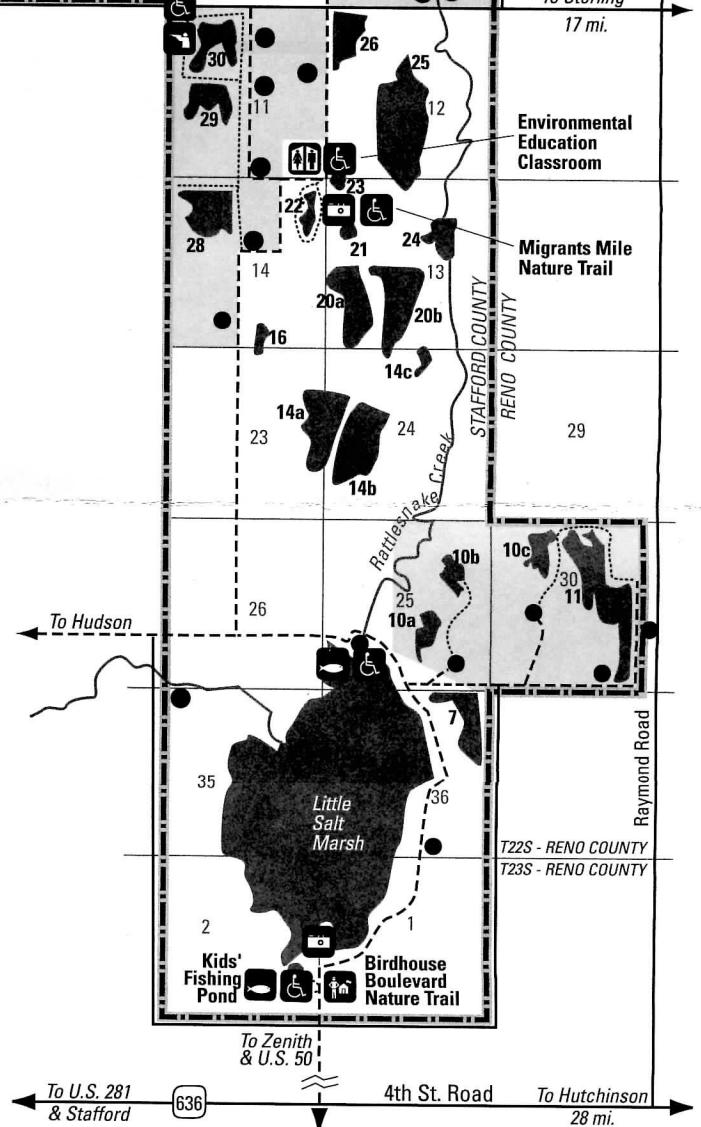 17 mi.
26
30
25
11
12
29
Environmental
Education
Classroom
23
22
28
21
24
Migrants Mile
Nature Trail
14
13
20a
20b
16
STAFFORD COUNTY
RENO COUNTY
14c
14a
23
24
29
14b
Rattlesnake Creek
10b
10c
30
25
11
26
10a
To Hudson
7
35
36
Little
Salt
Marsh
Raymond Road
T22S - RENO COUNTY
T23S - RENO COUNTY
2
1
Kids'
Fishing
Pond
Birdhouse
Boulevard
Nature Trail
To Zenith
& U.S. 50
To U.S. 281
& Stafford
636
4th St. Road
To Hutchinson
28 mi.